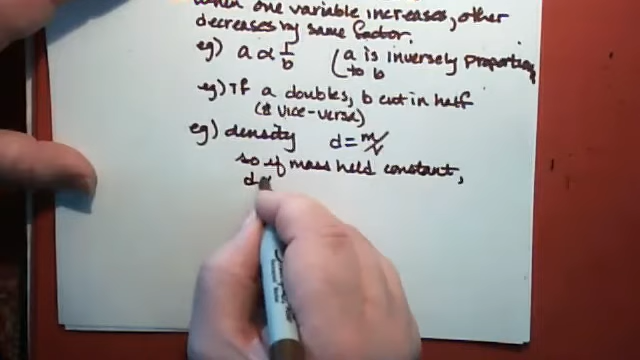 when one variable increases, other
decreases by same factor.
eg) a ∝ 1/b (a is inversely proportion
to b
eg) If a doubles, b cut in half
(& vice-versa)
eg) density d = m/v
so if mass held constant,
d∝